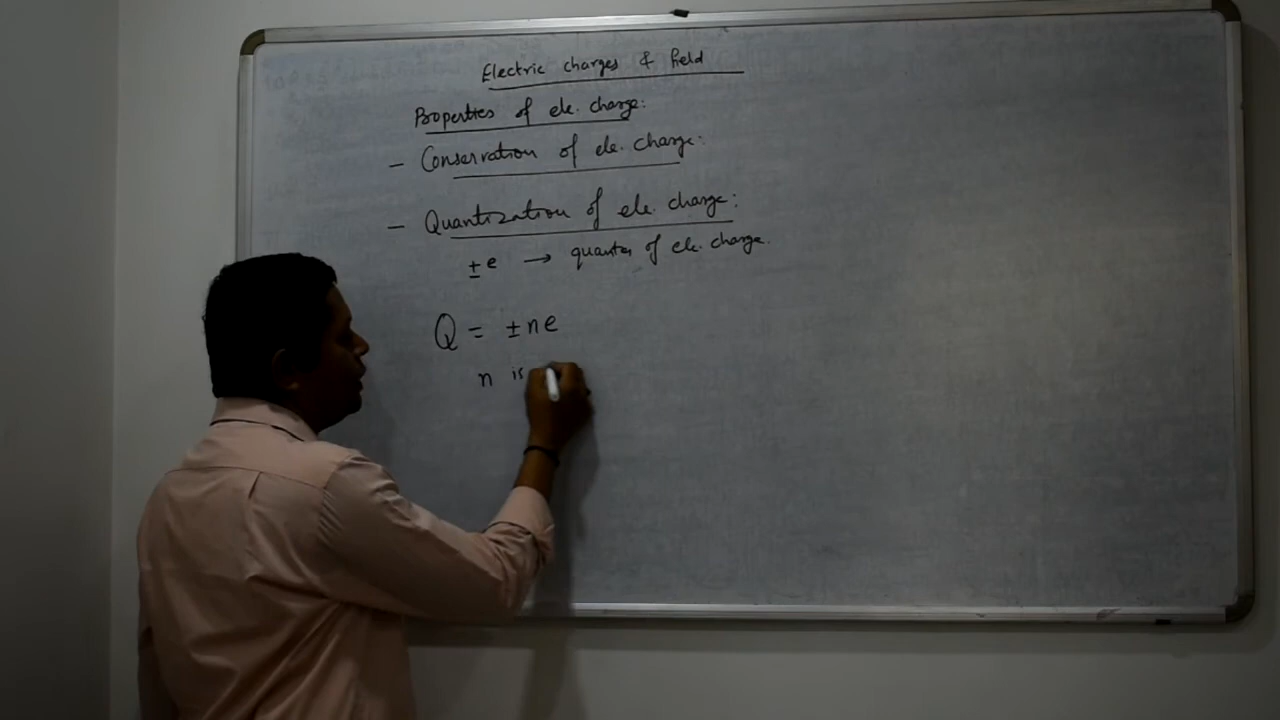 Electric charges & field
Properties of ele. charge:
- Conservation of ele. charge:
- Quantization of ele. charge:
±e → quanta of ele. charge.
Q = ±ne
n is